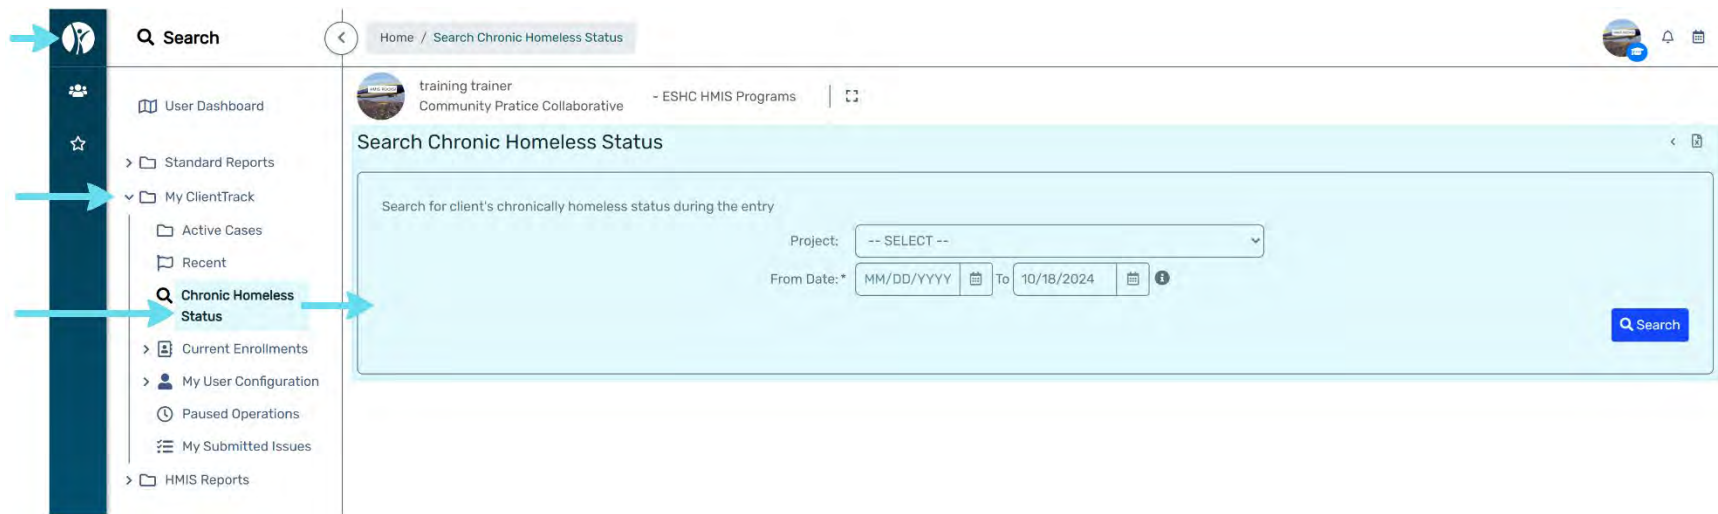 Search
Home / Search Chronic Homeless Status
training trainer
Community Pratice Collaborative
- ESHC HMIS Programs
User Dashboard
Standard Reports
My ClientTrack
Active Cases
Recent
Chronic Homeless
Status
Current Enrollments
My User Configuration
Paused Operations
My Submitted Issues
HMIS Reports
Search Chronic Homeless Status
Search for client's chronically homeless status during the entry
Project: -- SELECT --
From Date:* MM/DD/YYYY To 10/18/2024
Search